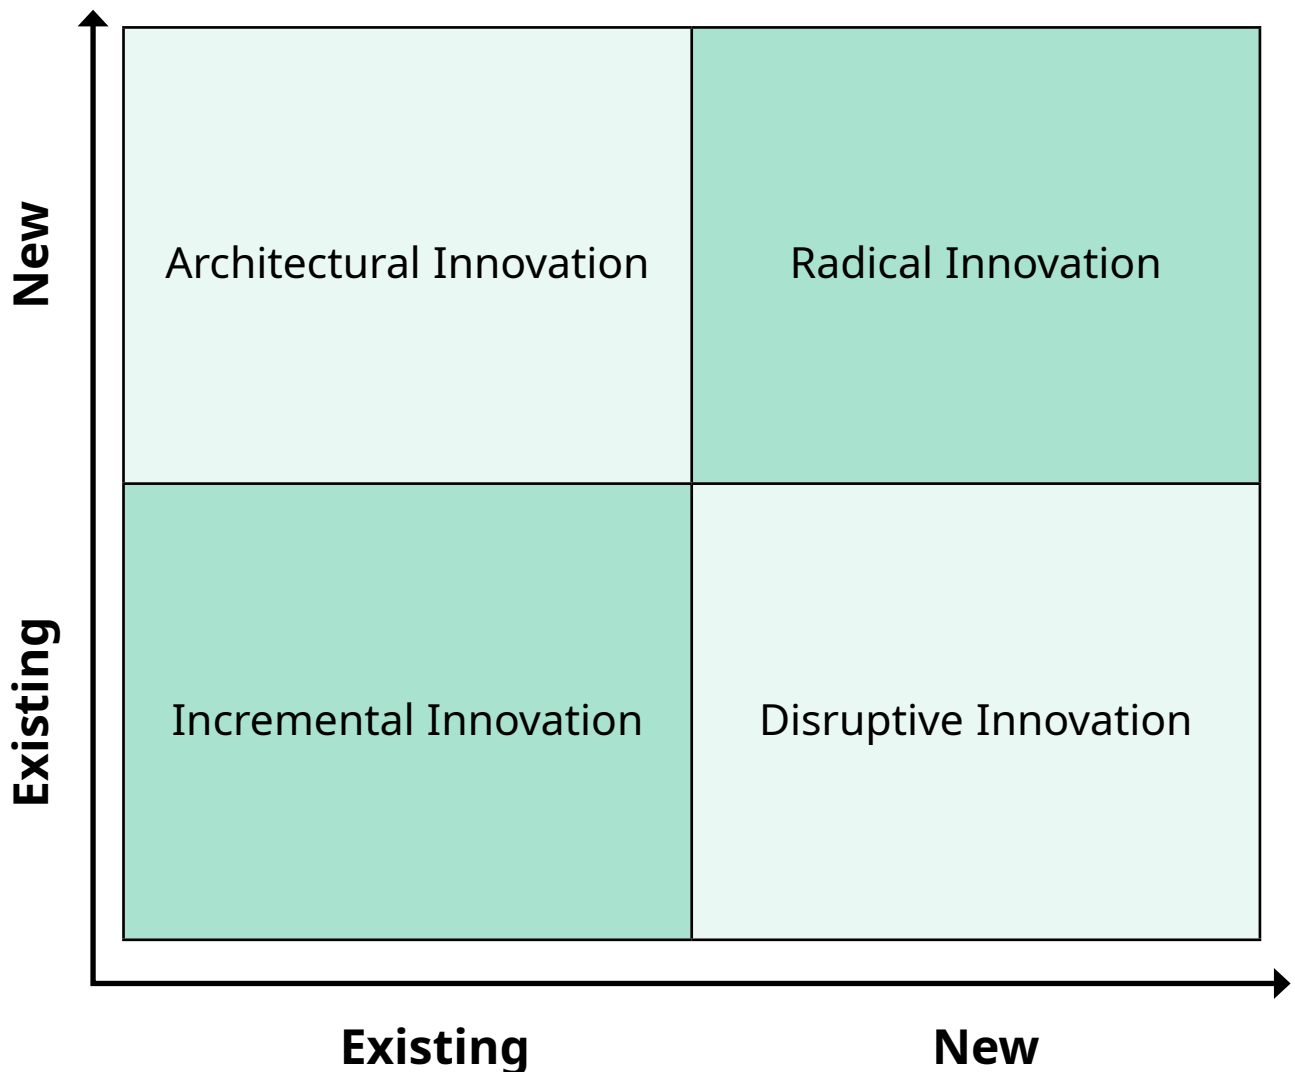 New
Architectural Innovation
Radical Innovation
Existing
Incremental Innovation
Disruptive Innovation
Existing
New